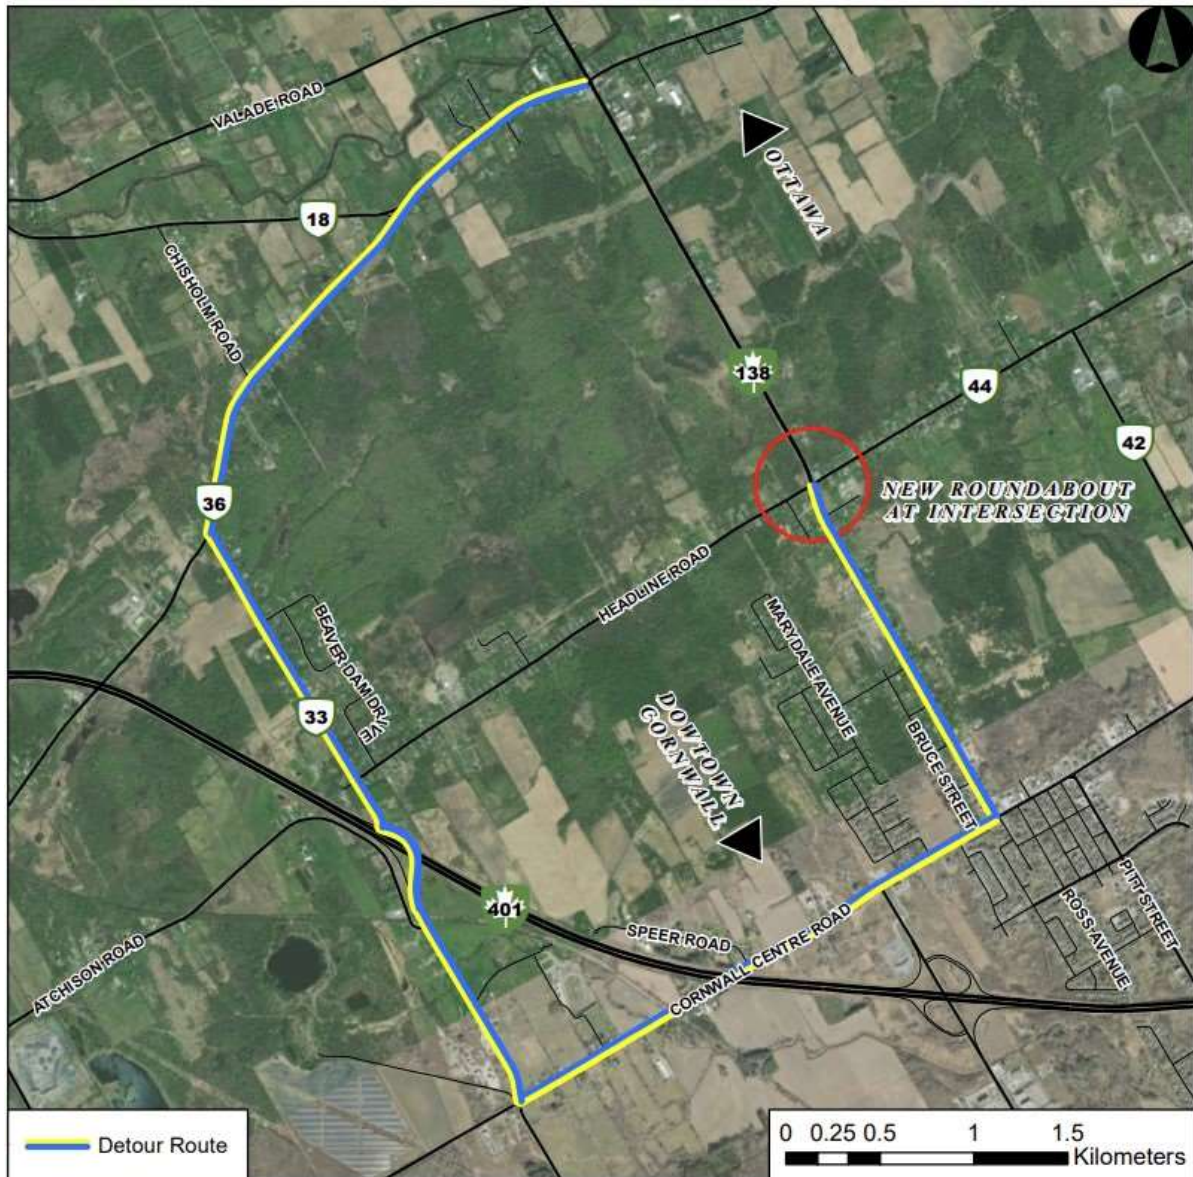 VALADE ROAD
OTTAWA
18
CHISHOLM ROAD
138
44
42
36
NEW ROUNDABOUT
AT INTERSECTION
HEADLINE ROAD
BEAVER DAM DRIVE
MARYDALE AVENUE
33
DOWTOWN
CORNWALL
BRUCE STREET
401
SPEER ROAD
CORNWALL CENTRE ROAD
PITT STREET
ROSS AVENUE
ATCHISON ROAD
Detour Route
0 0.25 0.5 1 1.5
Kilometers